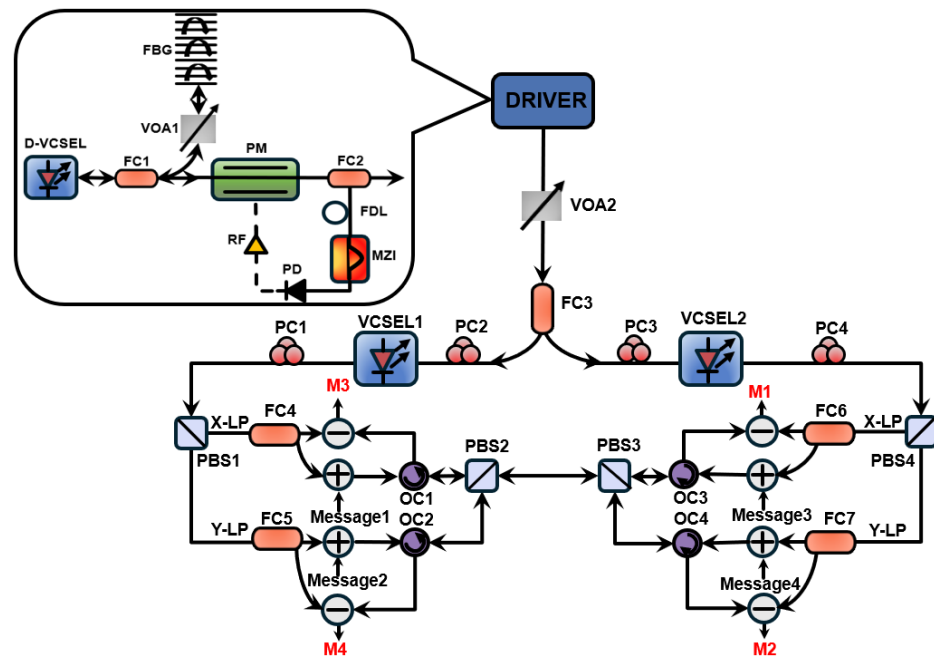 FBG
DRIVER
VOA1
D-VCSEL
FC1
PM
FC2
VOA2
FDL
RF
MZI
PD
FC3
PC1
VCSEL1
PC2
PC3
VCSEL2
PC4
M3
M1
X-LP
FC4
FC6
X-LP
PBS1
PBS2
PBS3
PBS4
OC1
OC3
Y-LP
FC5
Message1
OC2
OC4
Message3
FC7
Y-LP
Message2
Message4
M4
M2